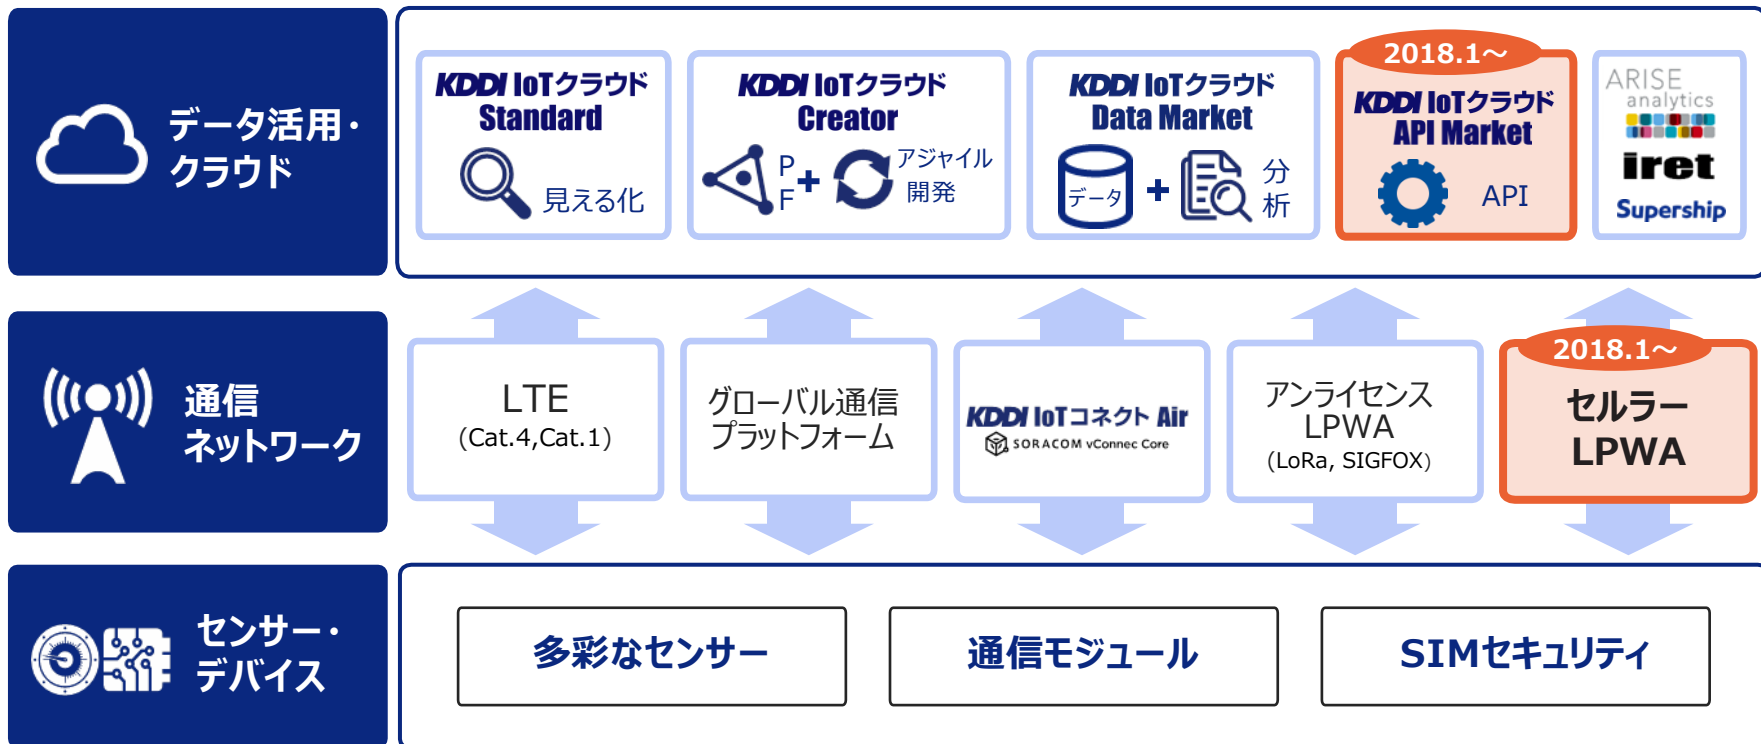 データ活用・
クラウド
KDDI IoTクラウド
Standard
見える化
KDDI IoTクラウド
Creator
P
F
+
アジャイル
開発
KDDI IoTクラウド
Data Market
データ
+
分
析
2018.1～
KDDI IoTクラウド
API Market
API
ARISE
analytics
iret
Supership
通信
ネットワーク
LTE
(Cat.4,Cat.1)
グローバル通信
プラットフォーム
KDDI IoTコネクト Air
SORACOM vConnec Core
アンライセンス
LPWA
(LoRa, SIGFOX)
2018.1～
セルラー
LPWA
センサー・
デバイス
多彩なセンサー
通信モジュール
SIMセキュリティ